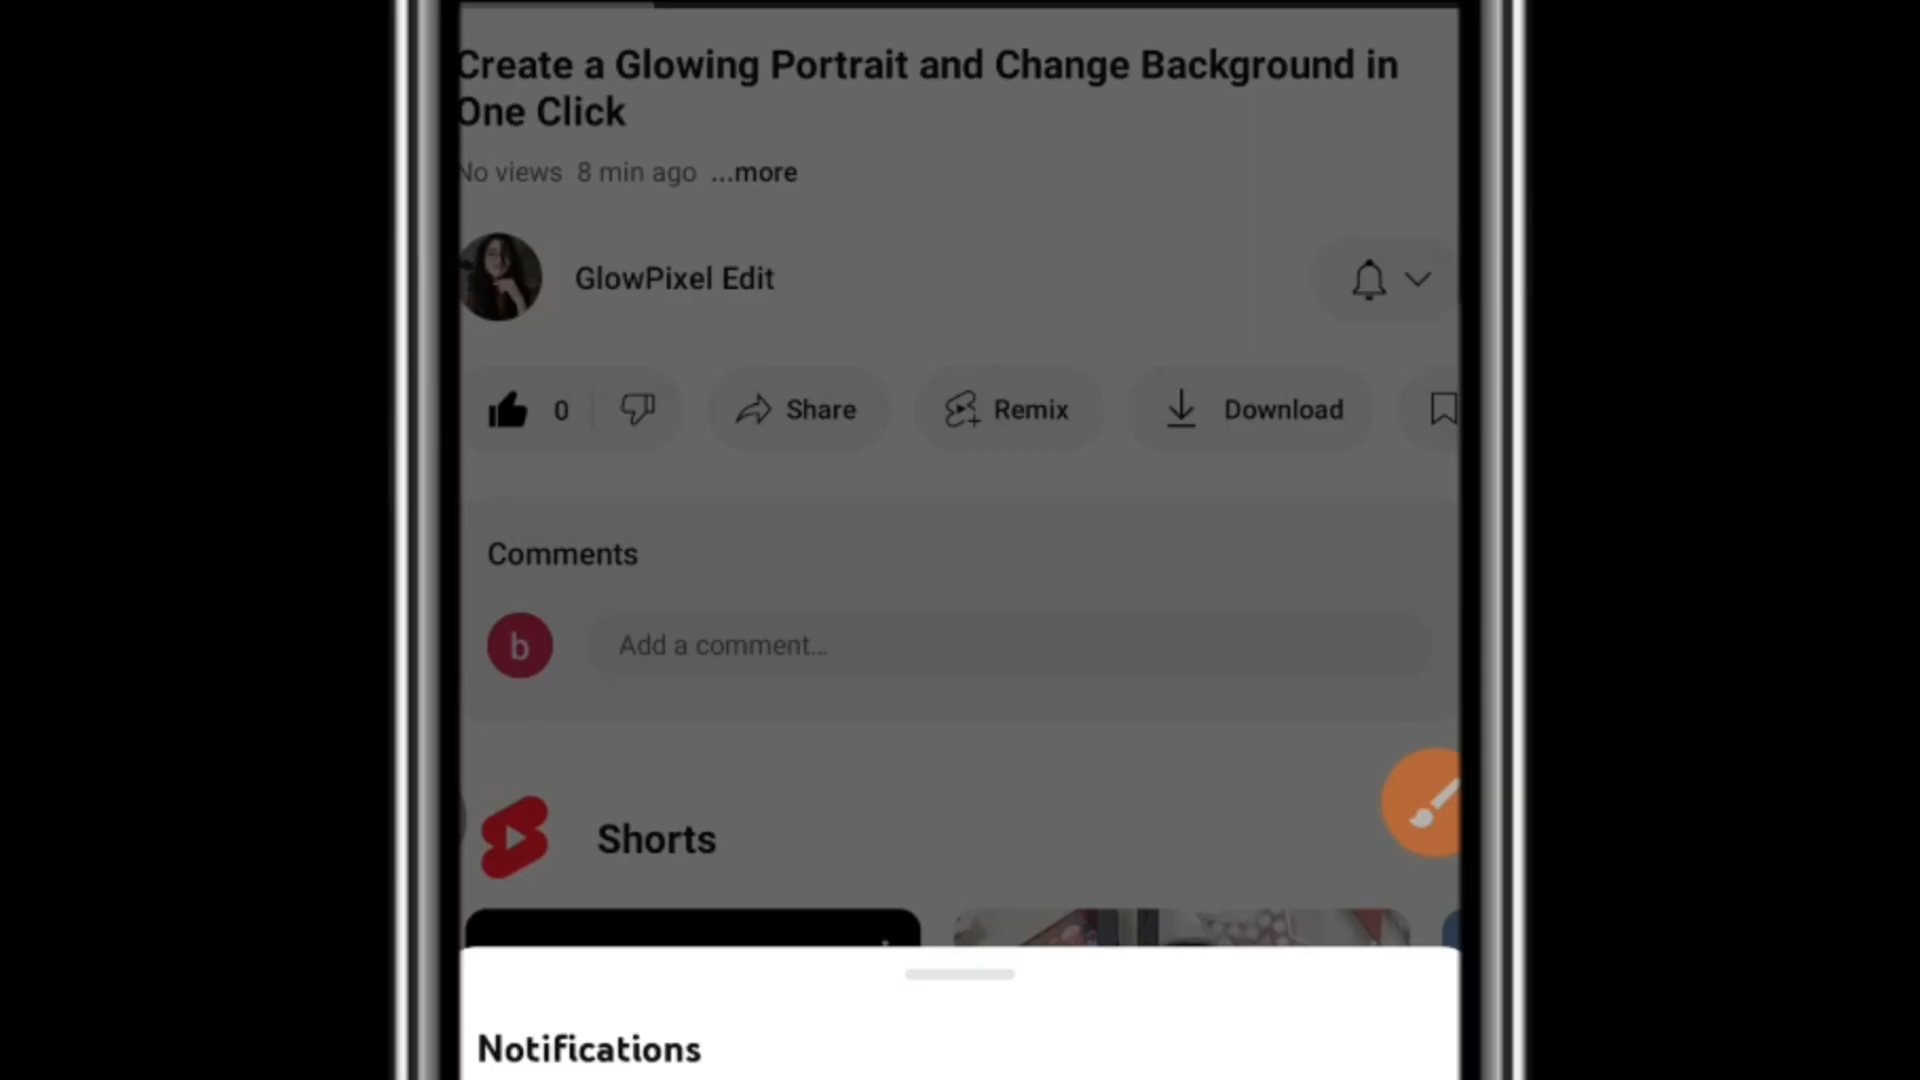 Create a Glowing Portrait and Change Background in
One Click
No views 8 min ago ...more
GlowPixel Edit
0 Share Remix Download
Comments
b Add a comment...
Shorts
Notifications